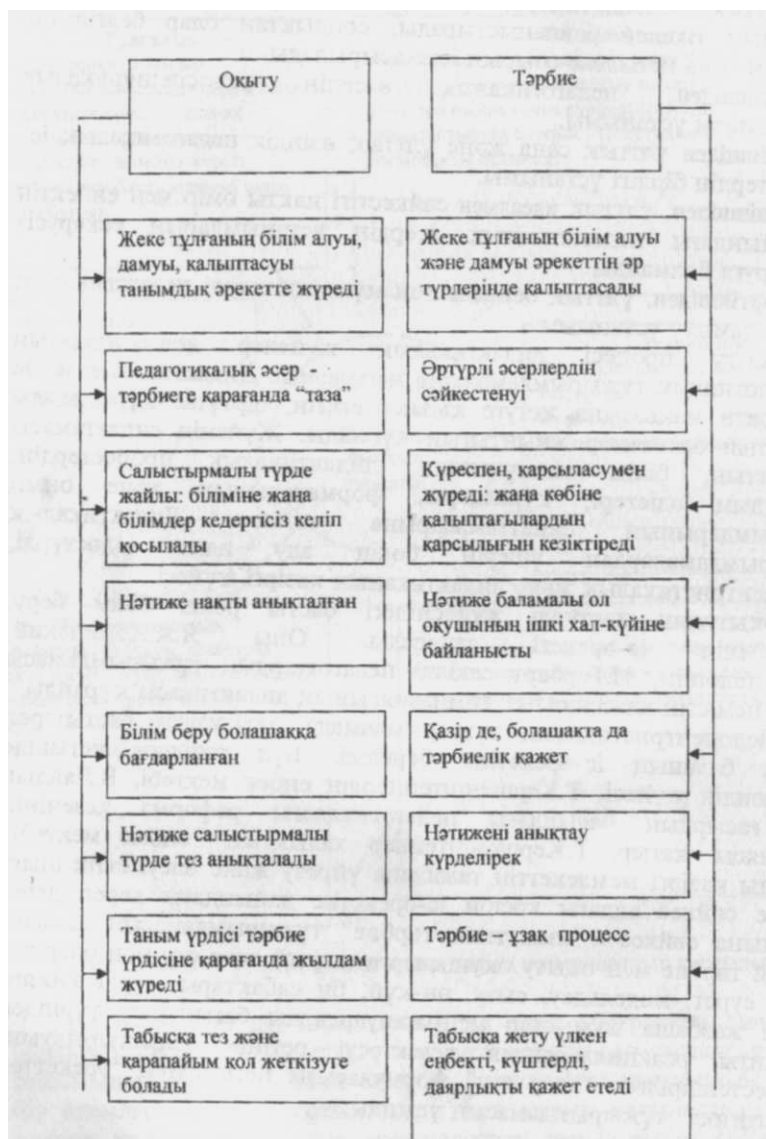 Оқыту
Тәрбие
Жеке тұлғаның білім алуы,
дамуы, қалыптасуы
танымдық әрекетте жүреді
Жеке тұлғаның білім алуы
және дамуы әрекеттің әр
түрлерінде қалыптасады
Педагогикалық әсер -
тәрбиеге қарағанда “таза”
Әртүрлі әсерлердің
сәйкестенуі
Салыстырмалы түрде
жайлы: біліміне жаңа
білімдер кедергісіз келіп
қосылады
Күреспен, қарсыласумен
жүреді: жаңа көбіне
қалыптағылардың
қарсылығын кезіктіреді
Нәтиже нақты анықталған
Нәтиже баламалы ол
оқушының ішкі хал-күйіне
байланысты
Білім беру болашаққа
бағдарланған
Қазір де, болашақта да
тәрбиелік қажет
Нәтиже салыстырмалы
түрде тез анықталады
Нәтижені анықтау
күрделірек
Таным үрдісі тәрбие
үрдісіне қарағанда жылдам
жүреді
Тәрбие - ұзақ процесс
Табысқа тез және
қарапайым қол жеткізуге
болады
Табысқа жету үлкен
еңбекті, күштерді,
даярдықты қажет етеді